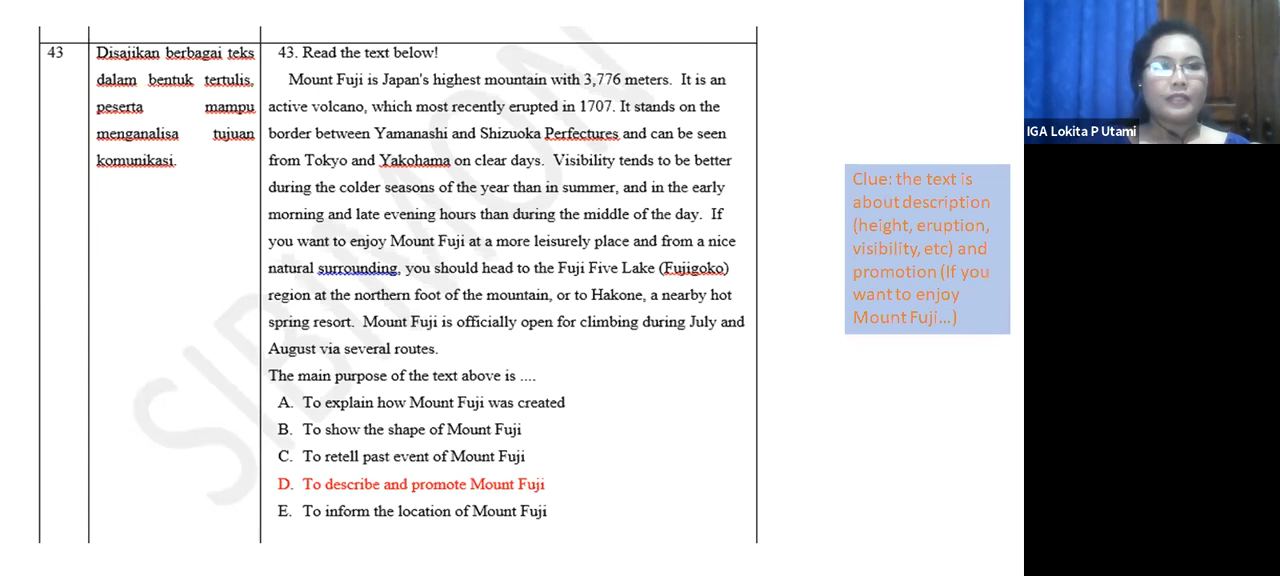 43
Disajikan berbagai teks
dalam bentuk tertulis,
peserta mampu
menganalisa tujuan
komunikasi.
43. Read the text below!
Mount Fuji is Japan's highest mountain with 3,776 meters. It is an
active volcano, which most recently erupted in 1707. It stands on the
border between Yamanashi and Shizuoka Perfectures and can be seen
from Tokyo and Yakohama on clear days. Visibility tends to be better
during the colder seasons of the year than in summer, and in the early
morning and late evening hours than during the middle of the day. If
you want to enjoy Mount Fuji at a more leisurely place and from a nice
natural surrounding, you should head to the Fuji Five Lake (Fujigoko)
region at the northern foot of the mountain, or to Hakone, a nearby hot
spring resort. Mount Fuji is officially open for climbing during July and
August via several routes.
The main purpose of the text above is ....
A. To explain how Mount Fuji was created
B. To show the shape of Mount Fuji
C. To retell past event of Mount Fuji
D. To describe and promote Mount Fuji
E. To inform the location of Mount Fuji
Clue: the text is
about description
(height, eruption,
visibility, etc) and
promotion (If you
want to enjoy
Mount Fuji...)
IGA Lokita P Utami